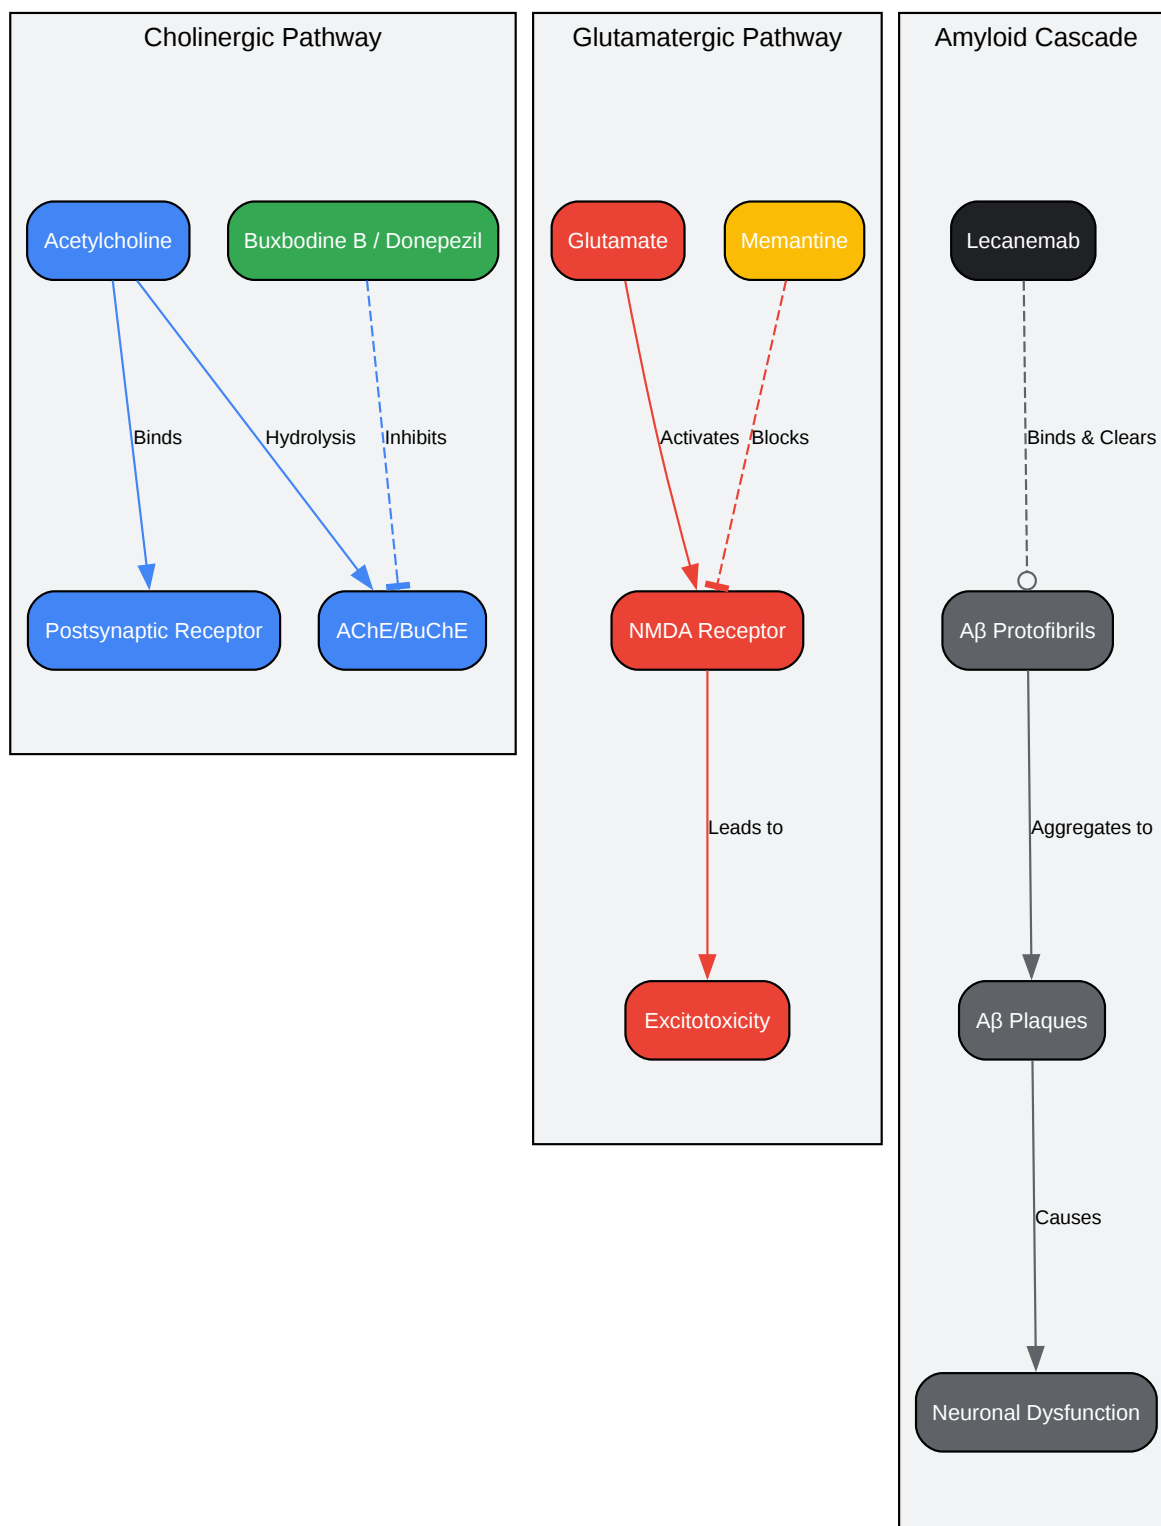 Cholinergic Pathway
Acetylcholine
Buxbodine B / Donepezil
Binds
Hydrolysis
Inhibits
Postsynaptic Receptor
AChE/BuChE
Glutamatergic Pathway
Glutamate
Memantine
Activates
Blocks
NMDA Receptor
Leads to
Excitotoxicity
Amyloid Cascade
Lecanemab
Binds & Clears
Aβ Protofibrils
Aggregates to
Aβ Plaques
Causes
Neuronal Dysfunction